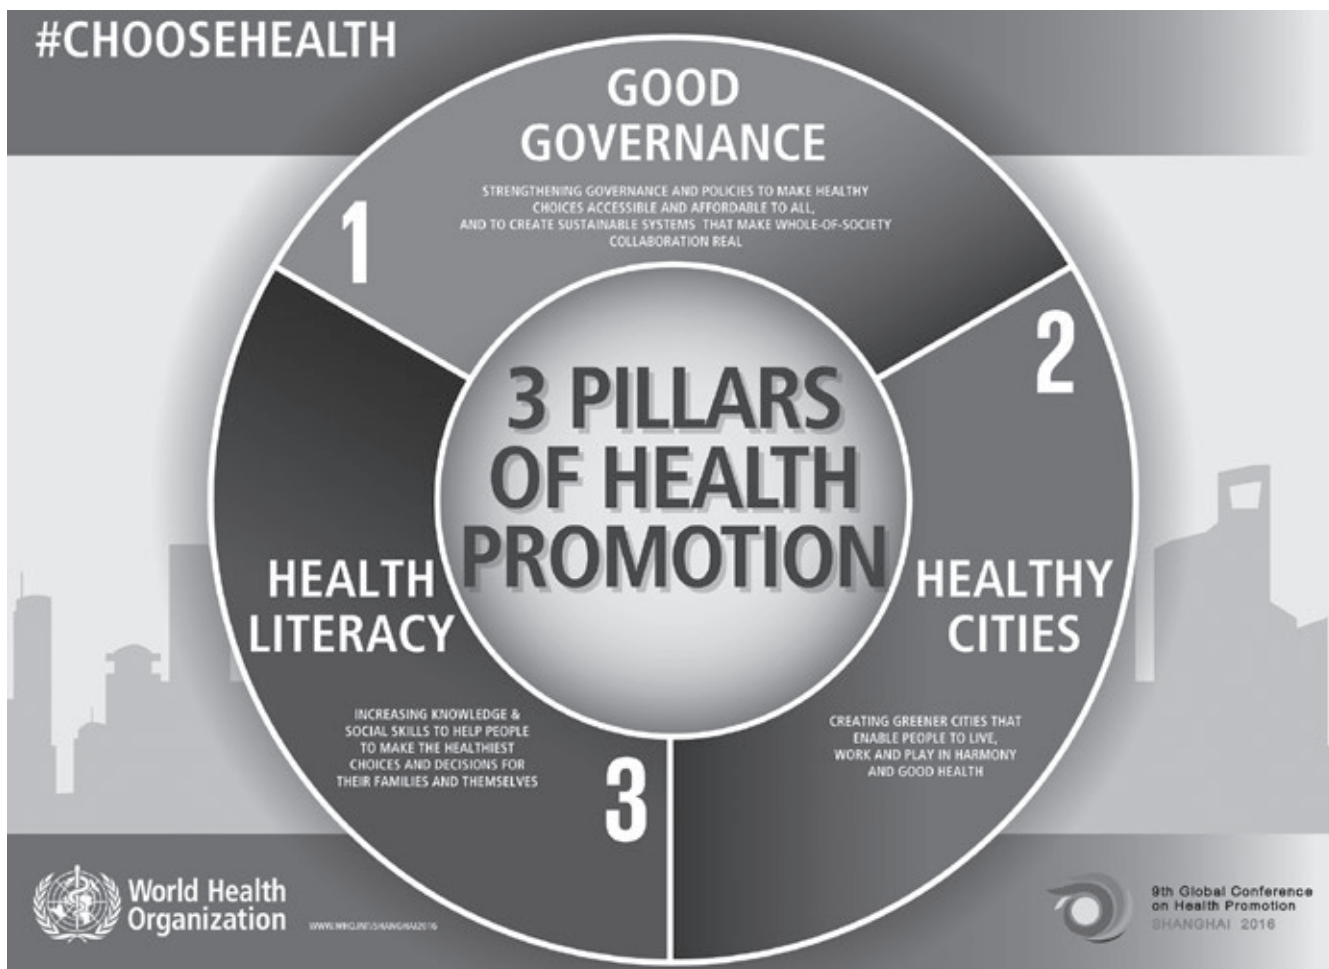 #CHOOSEHEALTH
GOOD
GOVERNANCE
STRENGTHENING GOVERNANCE AND POLICIES TO MAKE HEALTHY
CHOICES ACCESSIBLE AND AFFORDABLE TO ALL,
AND TO CREATE SUSTAINABLE SYSTEMS THAT MAKE WHOLE-OF-SOCIETY
COLLABORATION REAL
1
2
3 PILLARS
OF HEALTH
PROMOTION
HEALTHY
CITIES
CREATING GREENER CITIES THAT
ENABLE PEOPLE TO LIVE,
WORK AND PLAY IN HARMONY
AND GOOD HEALTH
HEALTH
LITERACY
INCREASING KNOWLEDGE &
SOCIAL SKILLS TO HELP PEOPLE
TO MAKE THE HEALTHIEST
CHOICES AND DECISIONS FOR
THEIR FAMILIES AND THEMSELVES
3
World Health
Organization
WWW.WHO.INT/SHANGHAI2016
9th Global Conference
on Health Promotion
SHANGHAI 2016